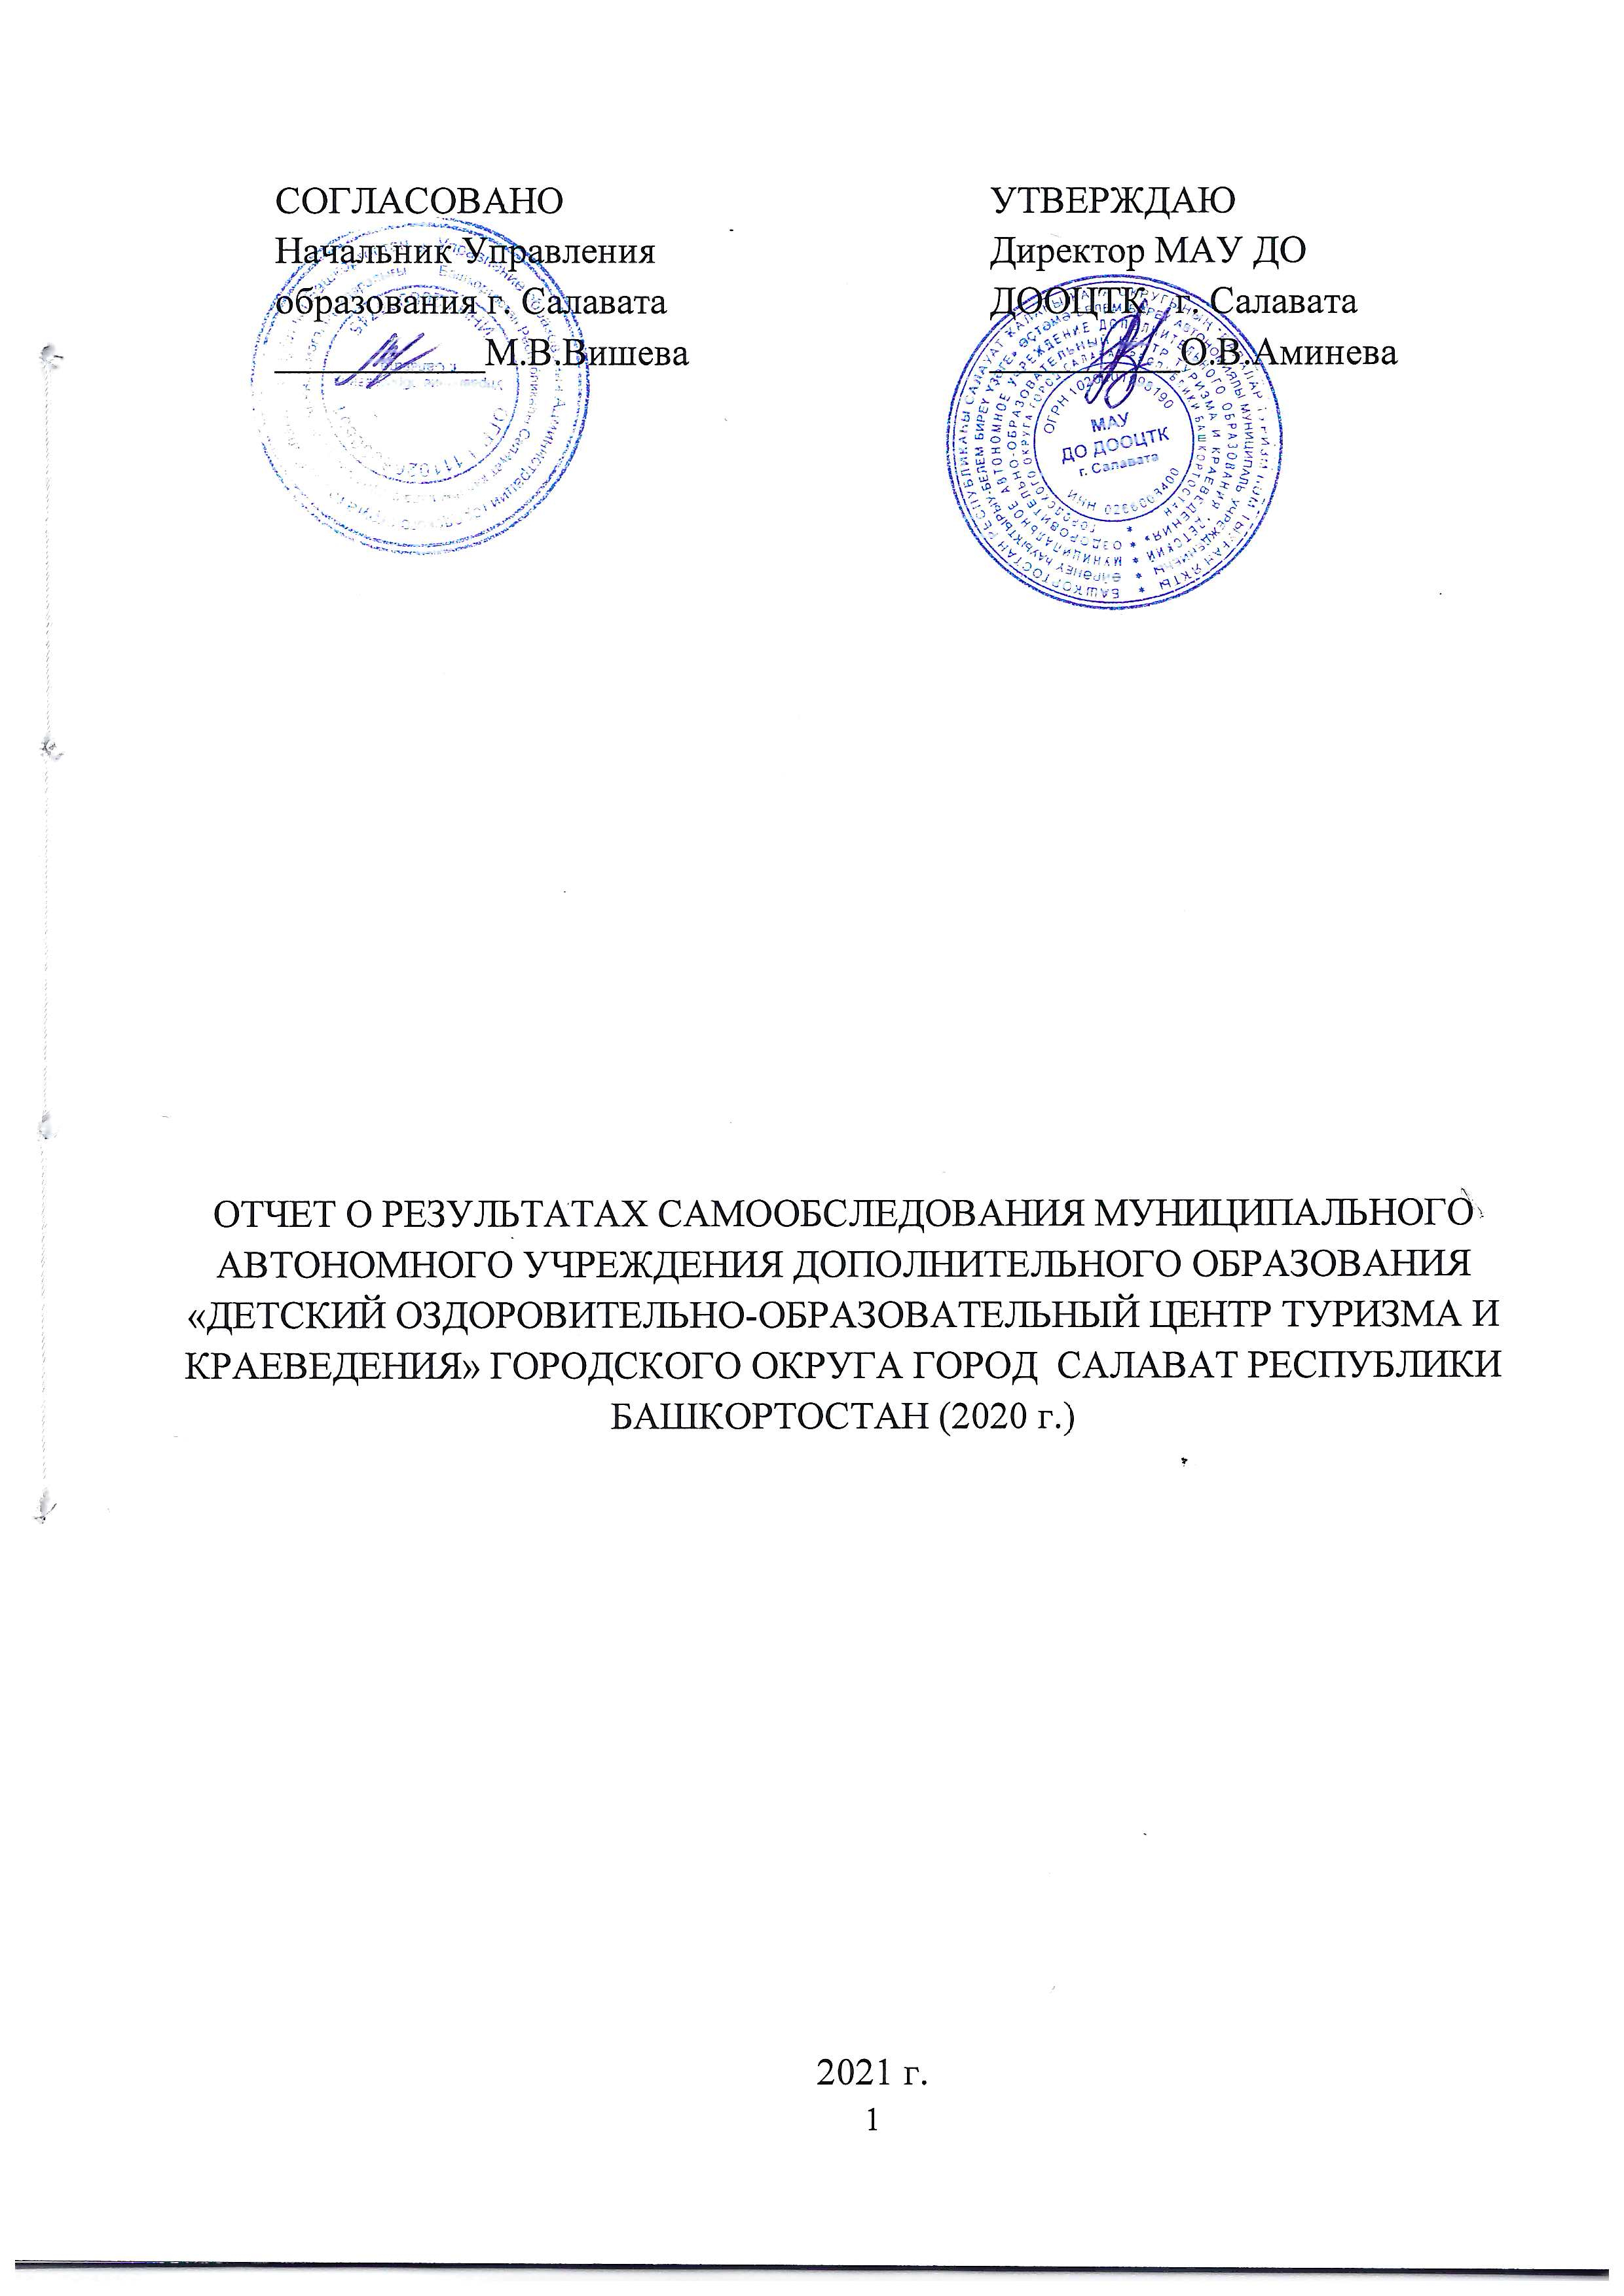 СОГЛАСОВАНО
Начальник Управления
образования г. Салавата
___________М.В.Вишева
УТВЕРЖДАЮ
Директор МАУ ДО
ДООЦТК г. Салавата
__________О.В.Аминева
МАУ
ДО ДООЦТК
г. Салавата
ОТЧЕТ О РЕЗУЛЬТАТАХ САМООБСЛЕДОВАНИЯ МУНИЦИПАЛЬНОГО
АВТОНОМНОГО УЧРЕЖДЕНИЯ ДОПОЛНИТЕЛЬНОГО ОБРАЗОВАНИЯ
«ДЕТСКИЙ ОЗДОРОВИТЕЛЬНО-ОБРАЗОВАТЕЛЬНЫЙ ЦЕНТР ТУРИЗМА И
КРАЕВЕДЕНИЯ» ГОРОДСКОГО ОКРУГА ГОРОД САЛАВАТ РЕСПУБЛИКИ
БАШКОРТОСТАН (2020 г.)
2021 г.
1